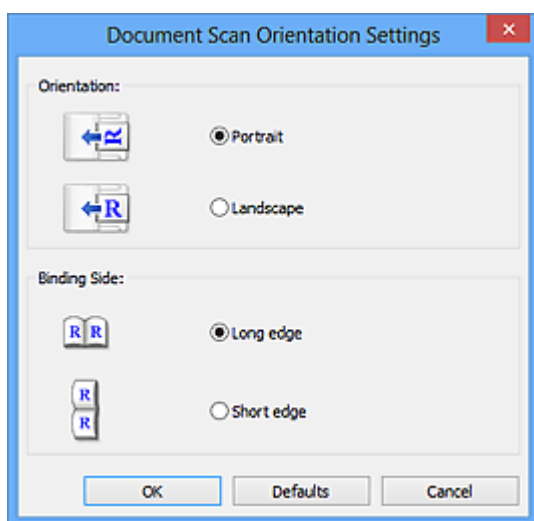 Document Scan Orientation Settings
Orientation:
R
Portrait
R
Landscape
Binding Side:
R R
Long edge
R
R
Short edge
OK Defaults Cancel